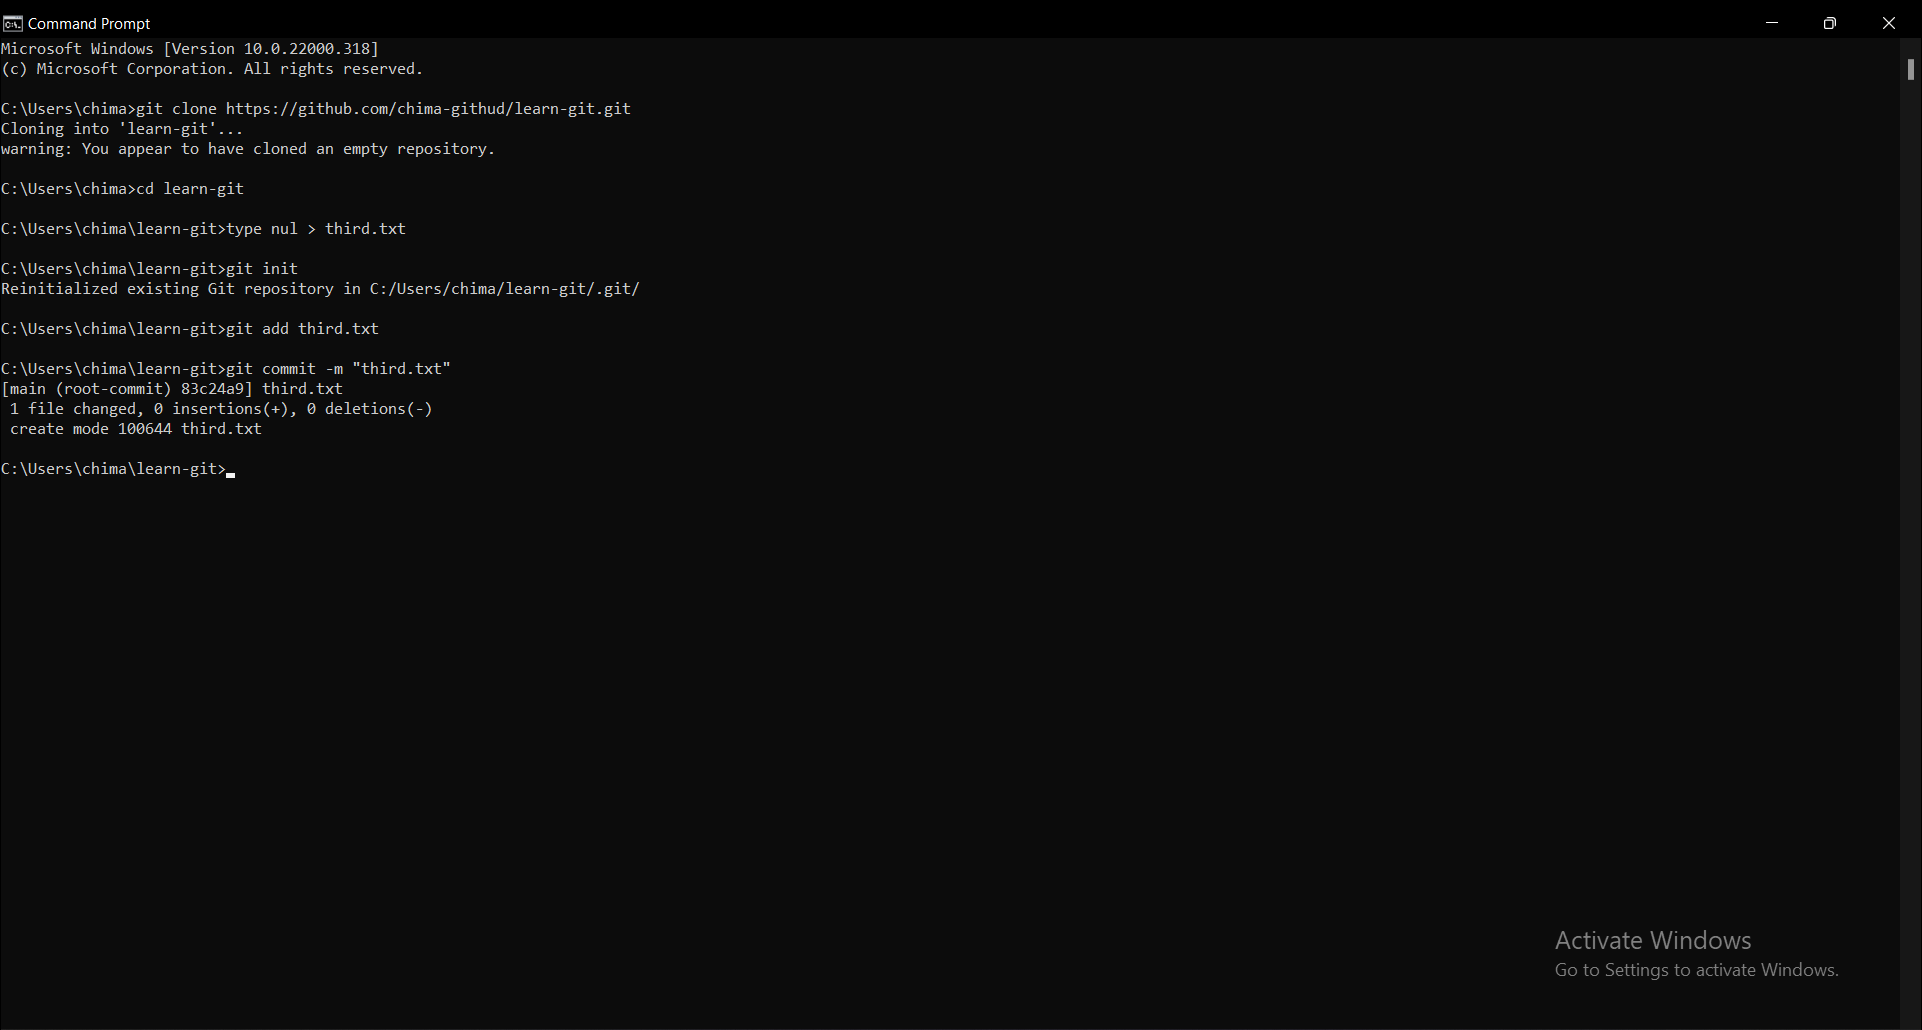 Command Prompt
Microsoft Windows [Version 10.0.22000.318]
(c) Microsoft Corporation. All rights reserved.
C:\Users\chima>git clone https://github.com/chima-githud/learn-git.git
Cloning into 'learn-git'...
warning: You appear to have cloned an empty repository.
C:\Users\chima>cd learn-git
C:\Users\chima\learn-git>type nul > third.txt
C:\Users\chima\learn-git>git init
Reinitialized existing Git repository in C:/Users/chima/learn-git/.git/
C:\Users\chima\learn-git>git add third.txt
C:\Users\chima\learn-git>git commit -m "third.txt"
[main (root-commit) 83c24a9] third.txt
 1 file changed, 0 insertions(+), 0 deletions(-)
 create mode 100644 third.txt
C:\Users\chima\learn-git>
Activate Windows
Go to Settings to activate Windows.